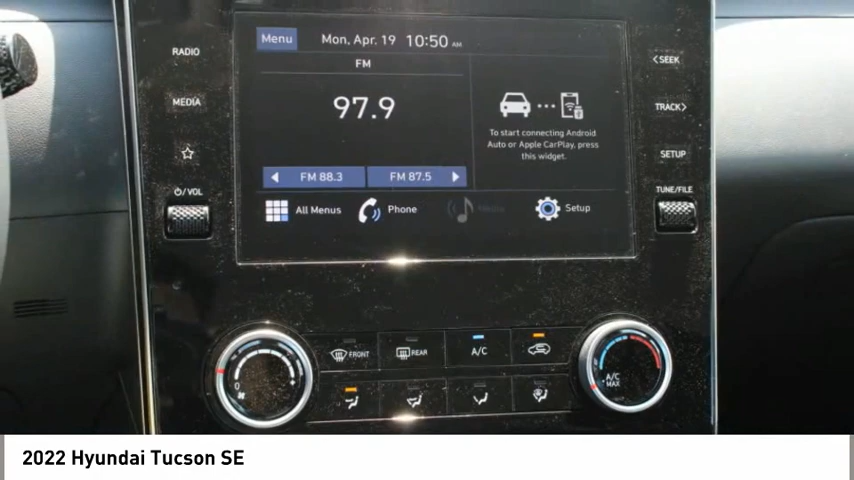 Menu Mon, Apr. 19 10:50 AM
RADIO
FM
<SEEK
MEDIA
97.9
TRACK>
To start connecting Android
Auto or Apple CarPlay, press
this widget.
SETUP
FM 88.3 FM 87.5
/VOL
TUNE/FILE
All Menus Phone Media Setup
FRONT REAR A/C
0
A/C
MAX
2022 Hyundai Tucson SE